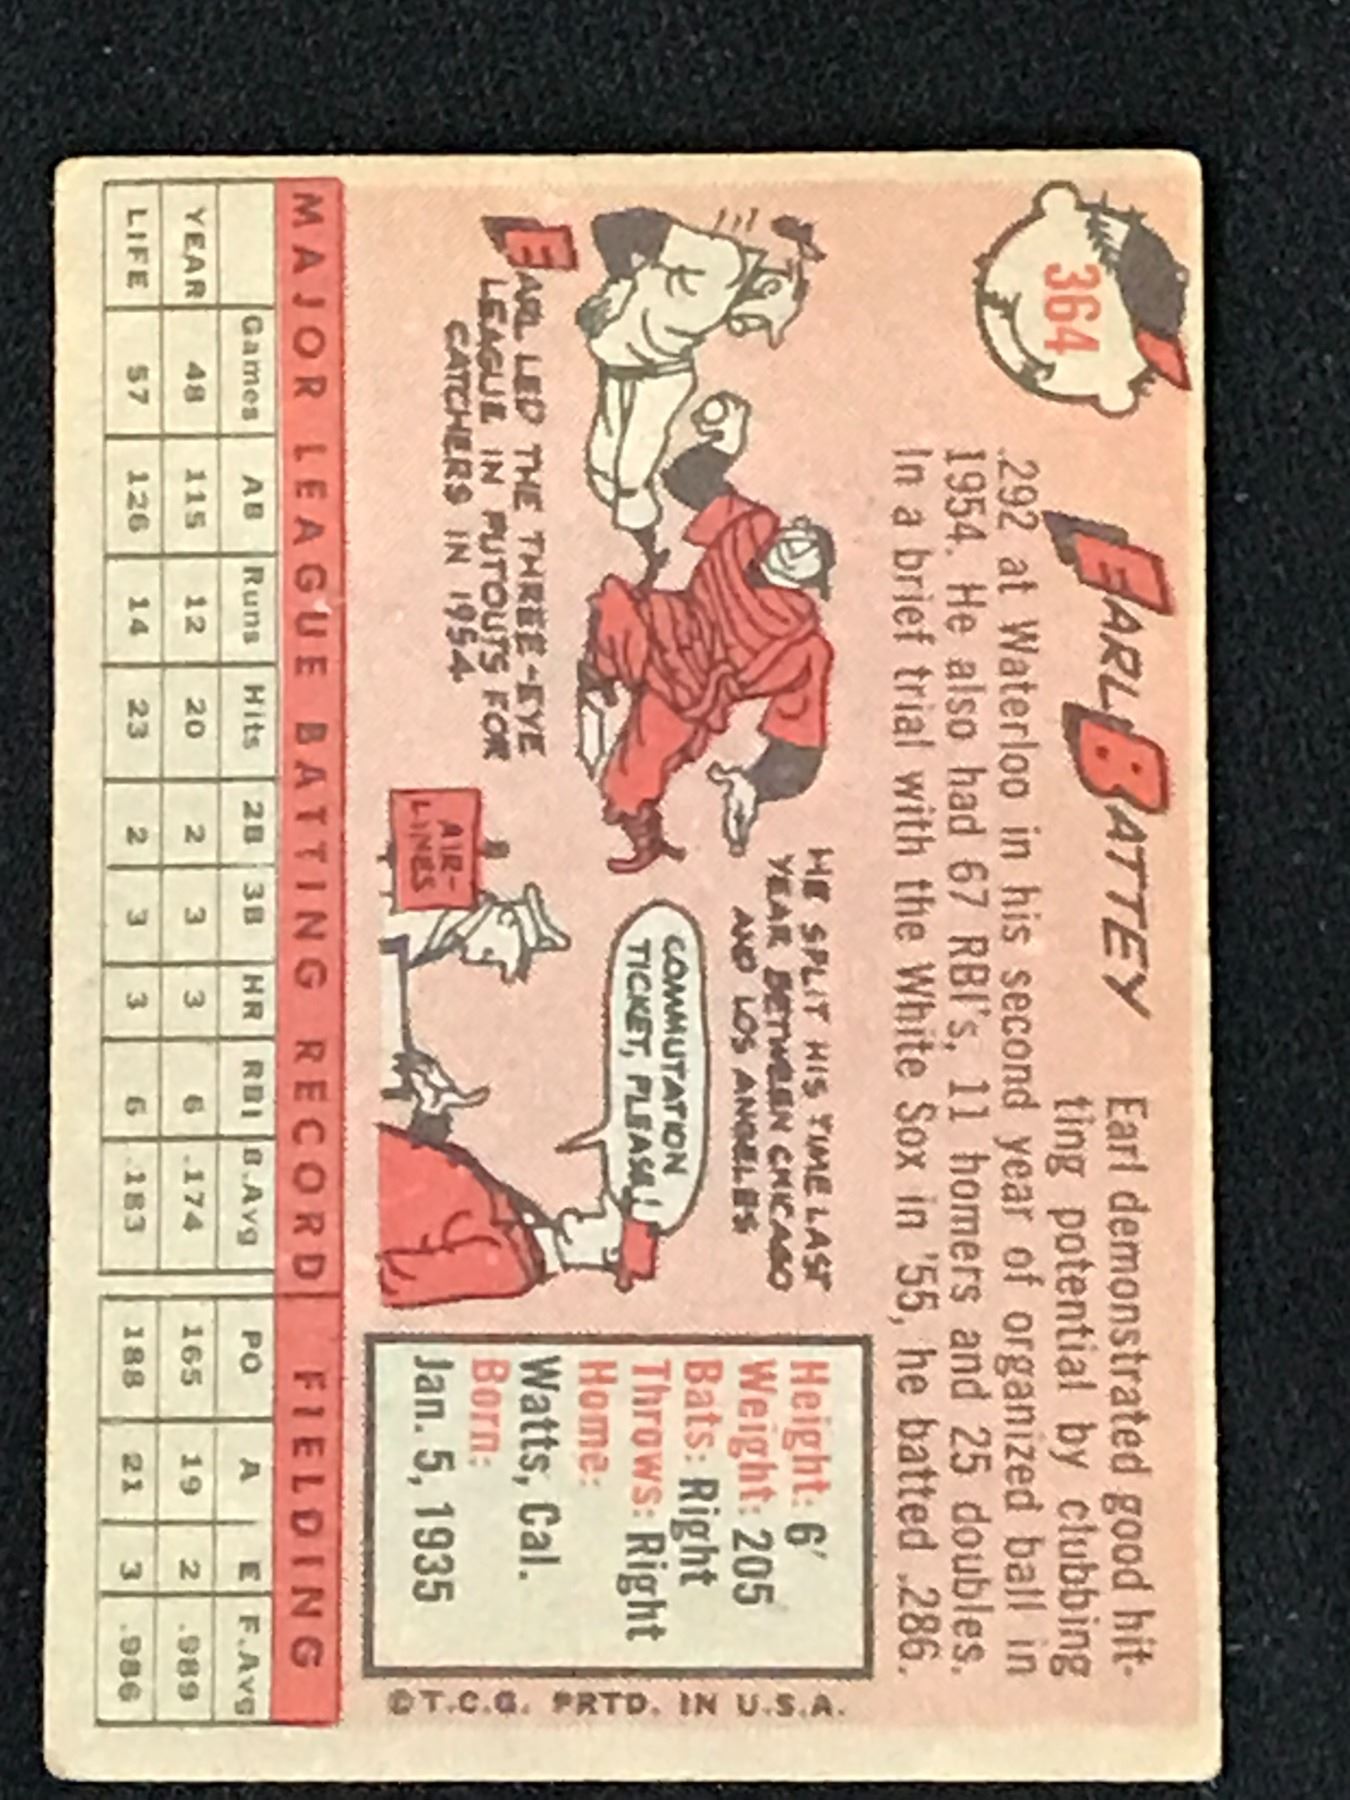 364
EARL BATTEY
Earl demonstrated good hit-
ting potential by clubbing
.292 at Waterloo in his second year of organized ball in
1954. He also had 67 RBI's, 11 homers and 25 doubles.
In a brief trial with the White Sox in '55, he batted .286.
EARL LED THE THREE-EYE
LEAGUE IN PUTOUTS FOR
CATCHERS IN 1954
HE SPLIT HIS TIME LAST
YEAR BETWEEN CHICAGO
AND LOS ANGELES
COMMUTATION
TICKET, PLEASE!
AIR-
LINES
Height: 6'
Weight: 205
Bats: Right
Throws: Right
Home:
Watts, Cal.
Born:
Jan. 5, 1935
©T.C.G. PRTD. IN U.S.A.
MAJOR LEAGUE BATTING RECORD FIELDING
Games AB Runs Hits 2B 3B HR RBI B.Avg PO A E F.Avg
YEAR 48 115 12 20 2 3 3 6 .174 165 19 2 .989
LIFE 57 126 14 23 2 3 3 6 .183 188 21 3 .986